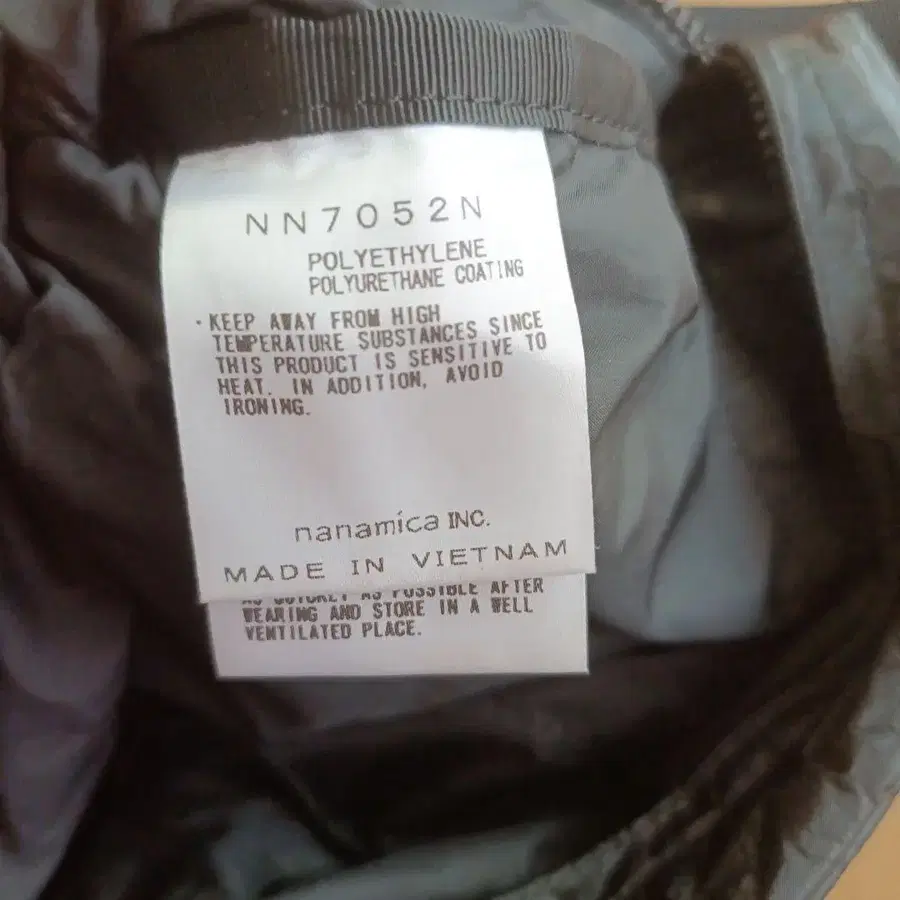 NN7052N
POLYETHYLENE
POLYURETHANE COATING
・KEEP AWAY FROM HIGH
TEMPERATURE SUBSTANCES SINCE
THIS PRODUCT IS SENSITIVE TO
HEAT. IN ADDITION, AVOID
IRONING.
nanamica INC.
MADE IN VIETNAM
AS QUICKLY AS POSSIBLE AFTER
WEARING AND STORE IN A WELL
VENTILATED PLACE.